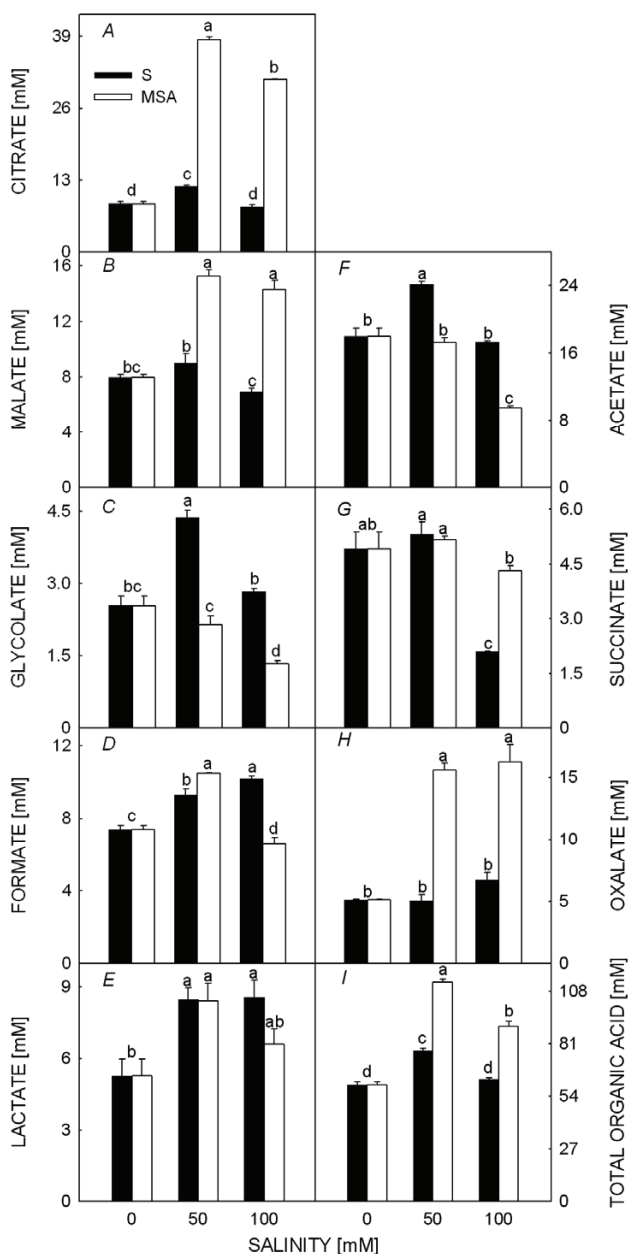 A
S
MSA
CITRATE [mM]
39
26
13
0
d
c
a
d
b
B
MALATE [mM]
16
12
8
4
0
bc
b
a
c
a
F
ACETATE [mM]
24
16
8
0
b
a
b
b
c
C
GLYCOLATE [mM]
4.5
3.0
1.5
0
bc
a
c
b
d
G
SUCCINATE [mM]
6.0
4.5
3.0
1.5
0
ab
a
a
c
b
D
FORMATE [mM]
12
8
4
0
c
b
a
a
d
H
OXALATE [mM]
15
10
5
0
b
b
a
b
a
E
LACTATE [mM]
9
6
3
0
b
a
a
a
ab
I
TOTAL ORGANIC ACID [mM]
108
81
54
27
0
d
c
a
d
b
0 50 100 0 50 100
SALINITY [mM]